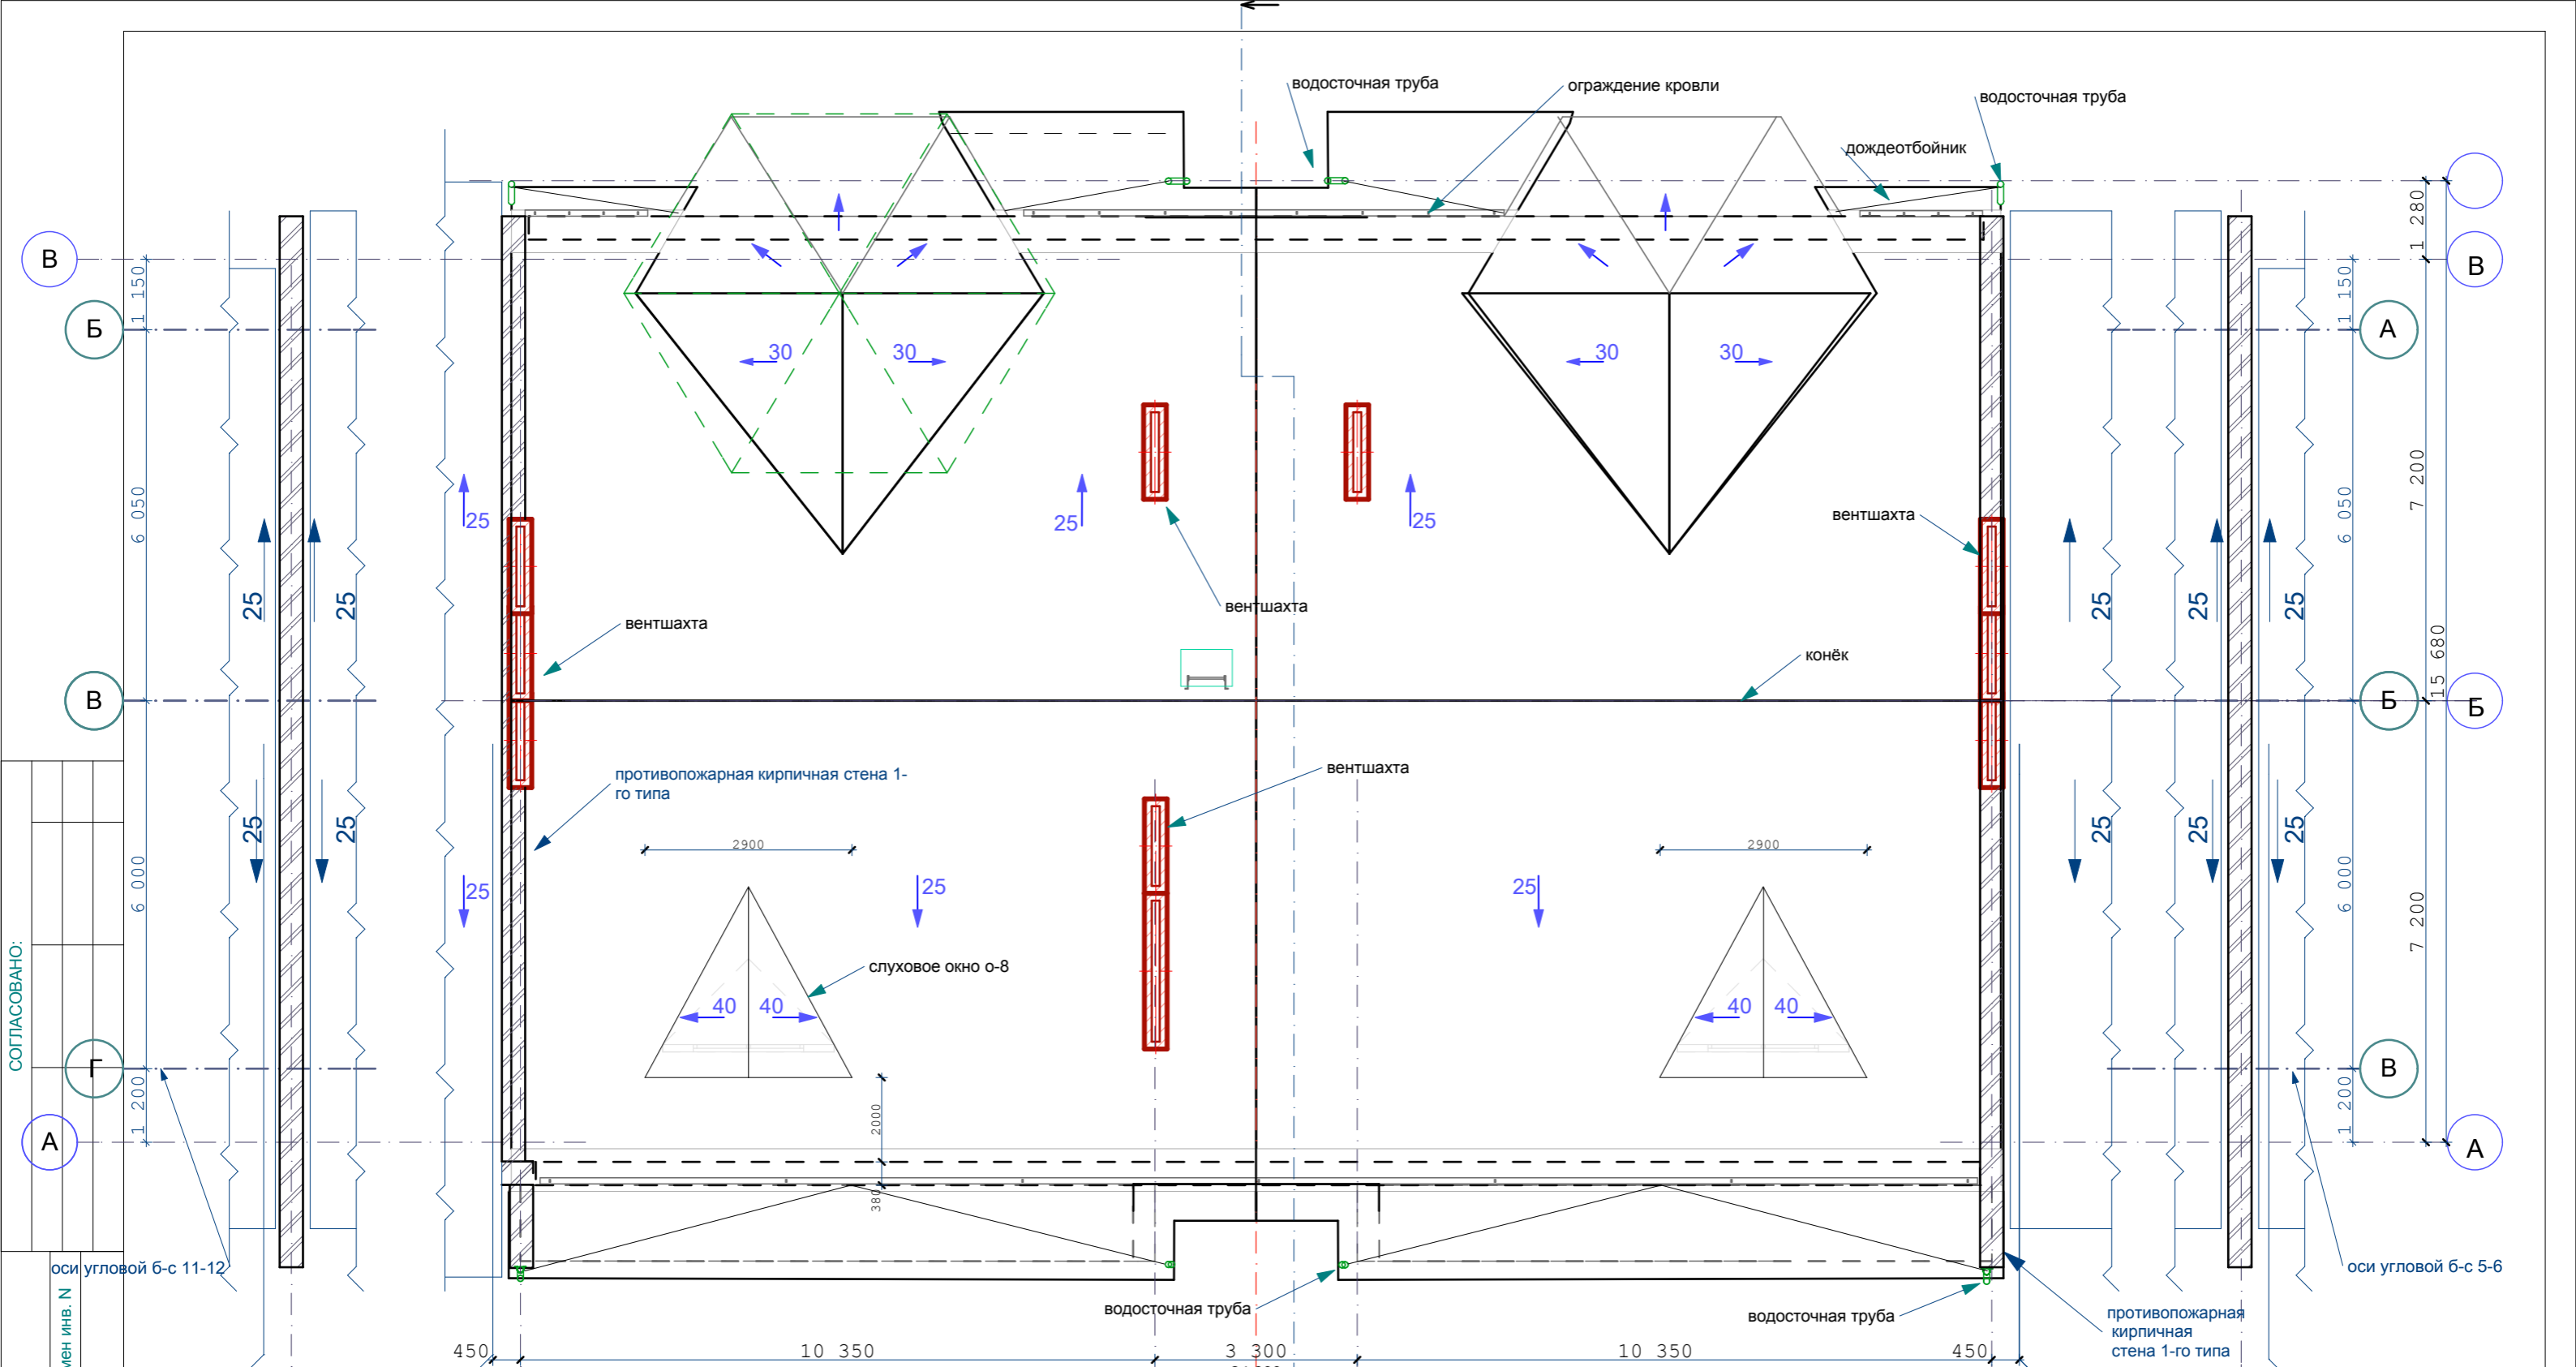 водосточная труба
ограждение кровли
водосточная труба
дождеотбойник
1 280
В
В
1 150
1 150
Б
А
30
30
30
30
7 200
6 050
6 050
25
25
25
вентшахта
25
25
25
25
25
вентшахта
вентшахта
15 680
конёк
В
Б
Б
противопожарная кирпичная стена 1-
го типа
вентшахта
25
25
25
25
25
2900
2900
6 000
6 000
25
25
25
7 200
СОГЛАСОВАНО:
слуховое окно о-8
40
40
40
40
Г
В
1 200
1 200
2000
А
А
380
оси угловой б-с 11-12
оси угловой б-с 5-6
водосточная труба
водосточная труба
противопожарная
кирпичная
стена 1-го типа
мен инв. N
450
10 350
3 300
10 350
450